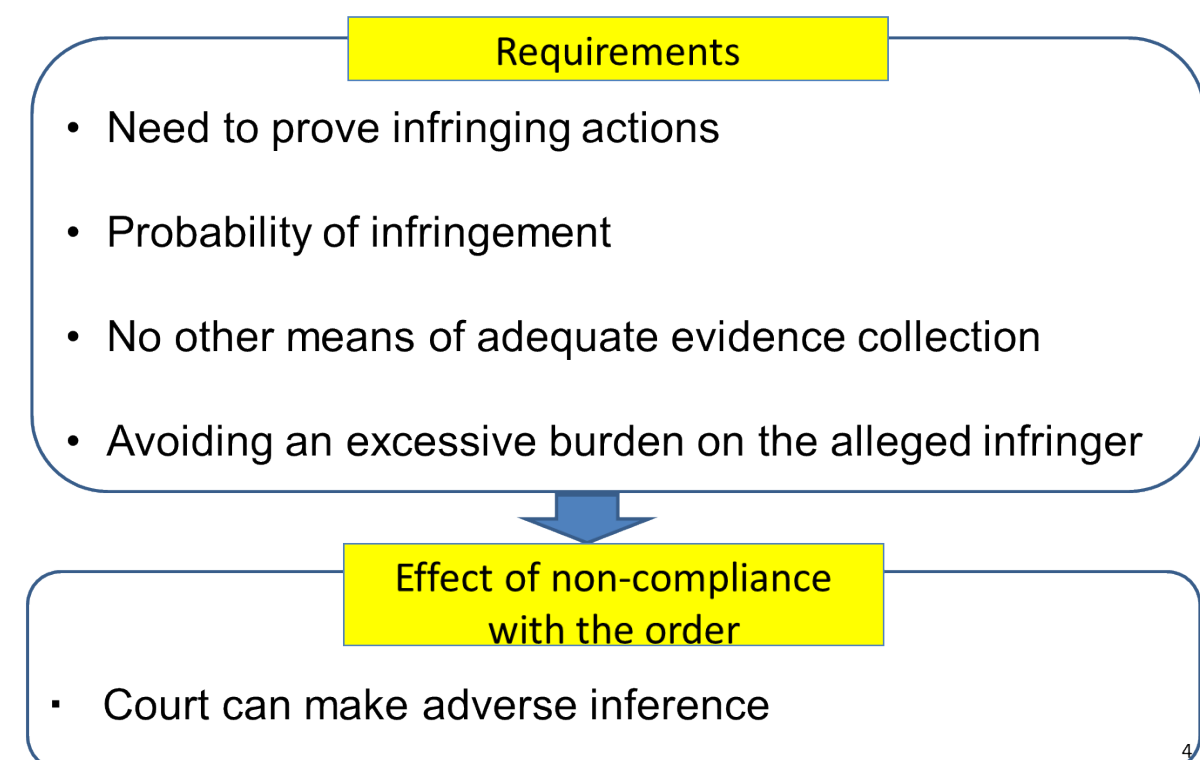 Requirements
• Need to prove infringing actions
• Probability of infringement
• No other means of adequate evidence collection
• Avoiding an excessive burden on the alleged infringer
Effect of non-compliance
with the order
▪ Court can make adverse inference
4